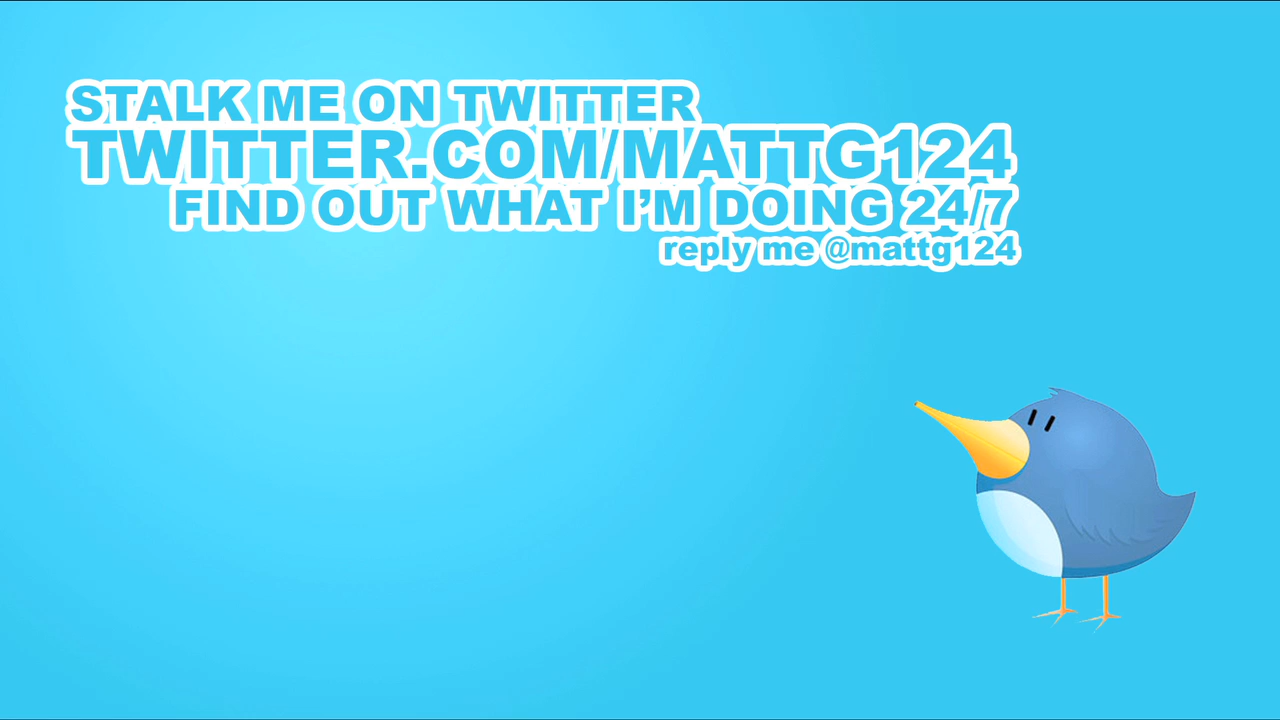 STALK ME ON TWITTER
TWITTER.COM/MATTG124
FIND OUT WHAT I'M DOING 24/7
reply me @mattg124